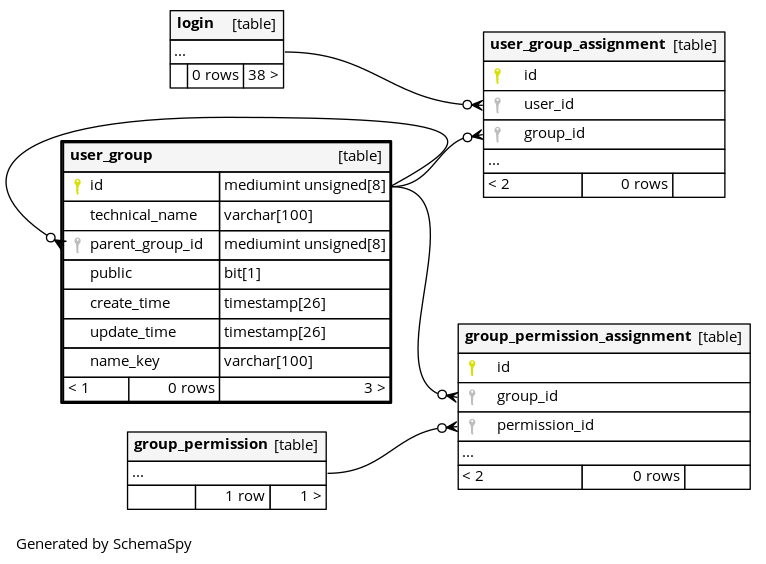 login [table]
...
0 rows 38 >
user_group_assignment [table]
id
user_id
group_id
...
< 2 0 rows
user_group [table]
id mediumint unsigned[8]
technical_name varchar[100]
parent_group_id mediumint unsigned[8]
public bit[1]
create_time timestamp[26]
update_time timestamp[26]
name_key varchar[100]
< 1 0 rows 3 >
group_permission_assignment [table]
id
group_id
permission_id
...
< 2 0 rows
group_permission [table]
...
1 row 1 >
Generated by SchemaSpy